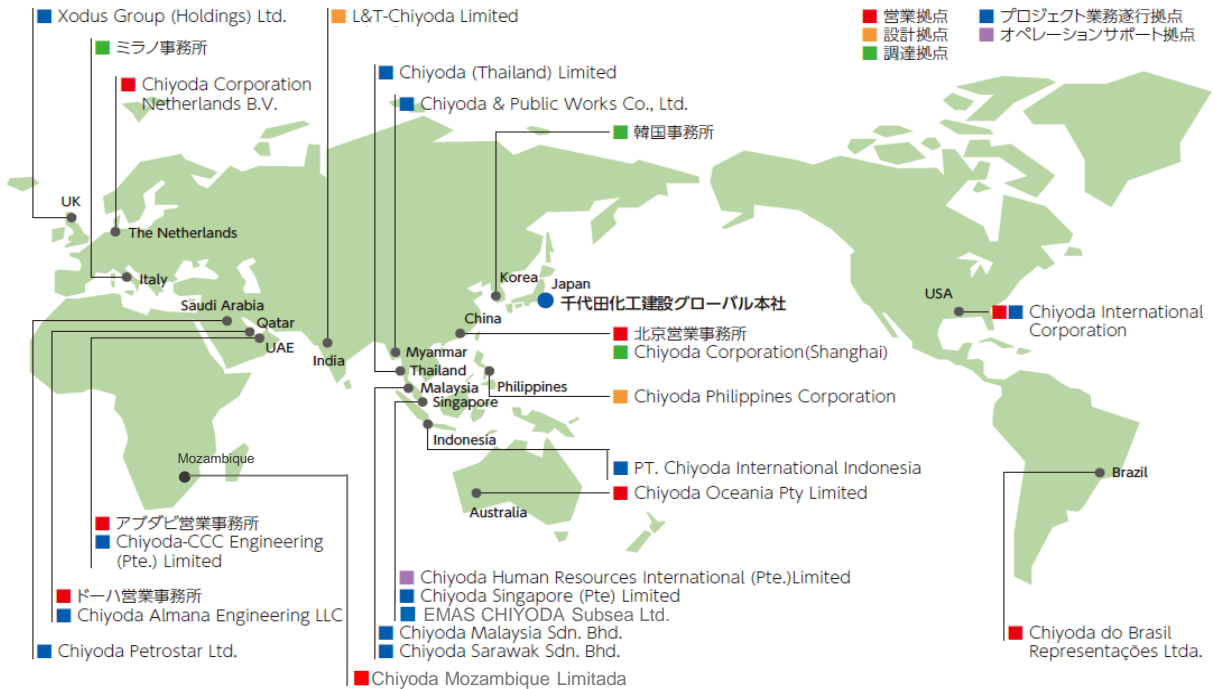 Xodus Group (Holdings) Ltd.
L&T-Chiyoda Limited
営業拠点
プロジェクト業務遂行拠点
設計拠点
オペレーションサポート拠点
調達拠点
ミラノ事務所
Chiyoda (Thailand) Limited
Chiyoda Corporation
Netherlands B.V.
Chiyoda & Public Works Co., Ltd.
韓国事務所
UK
The Netherlands
Italy
Korea
Japan
千代田化工建設グローバル本社
Saudi Arabia
Qatar
UAE
India
China
USA
Chiyoda International
Corporation
北京営業事務所
Chiyoda Corporation(Shanghai)
Myanmar
Thailand
Malaysia
Singapore
Philippines
Chiyoda Philippines Corporation
Indonesia
Mozambique
PT. Chiyoda International Indonesia
Brazil
Chiyoda Oceania Pty Limited
Australia
アブダビ営業事務所
Chiyoda-CCC Engineering
(Pte.) Limited
Chiyoda Human Resources International (Pte.)Limited
ドーハ営業事務所
Chiyoda Singapore (Pte) Limited
Chiyoda Almana Engineering LLC
EMAS CHIYODA Subsea Ltd.
Chiyoda Malaysia Sdn. Bhd.
Chiyoda do Brasil
Representações Ltda.
Chiyoda Petrostar Ltd.
Chiyoda Sarawak Sdn. Bhd.
Chiyoda Mozambique Limitada